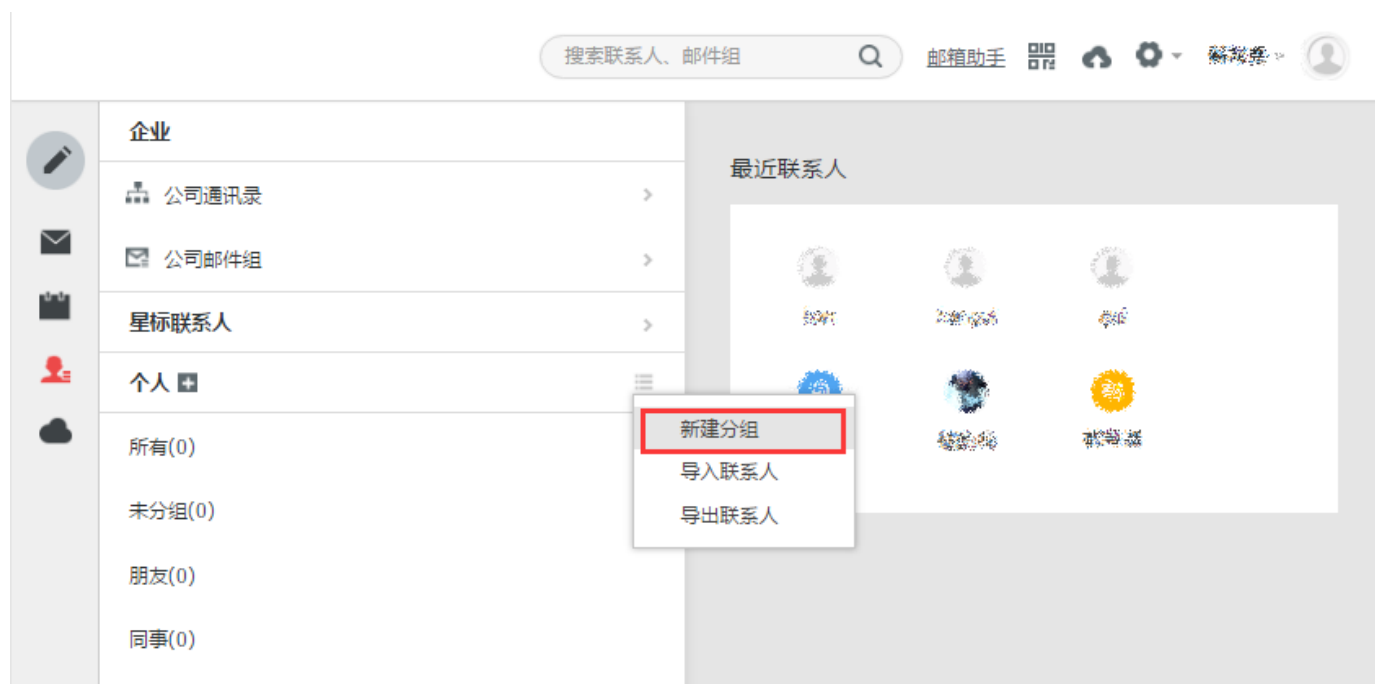 搜索联系人、邮件组
邮箱助手
企业
公司通讯录
公司邮件组
星标联系人
个人
所有(0)
未分组(0)
朋友(0)
同事(0)
最近联系人
新建分组
导入联系人
导出联系人